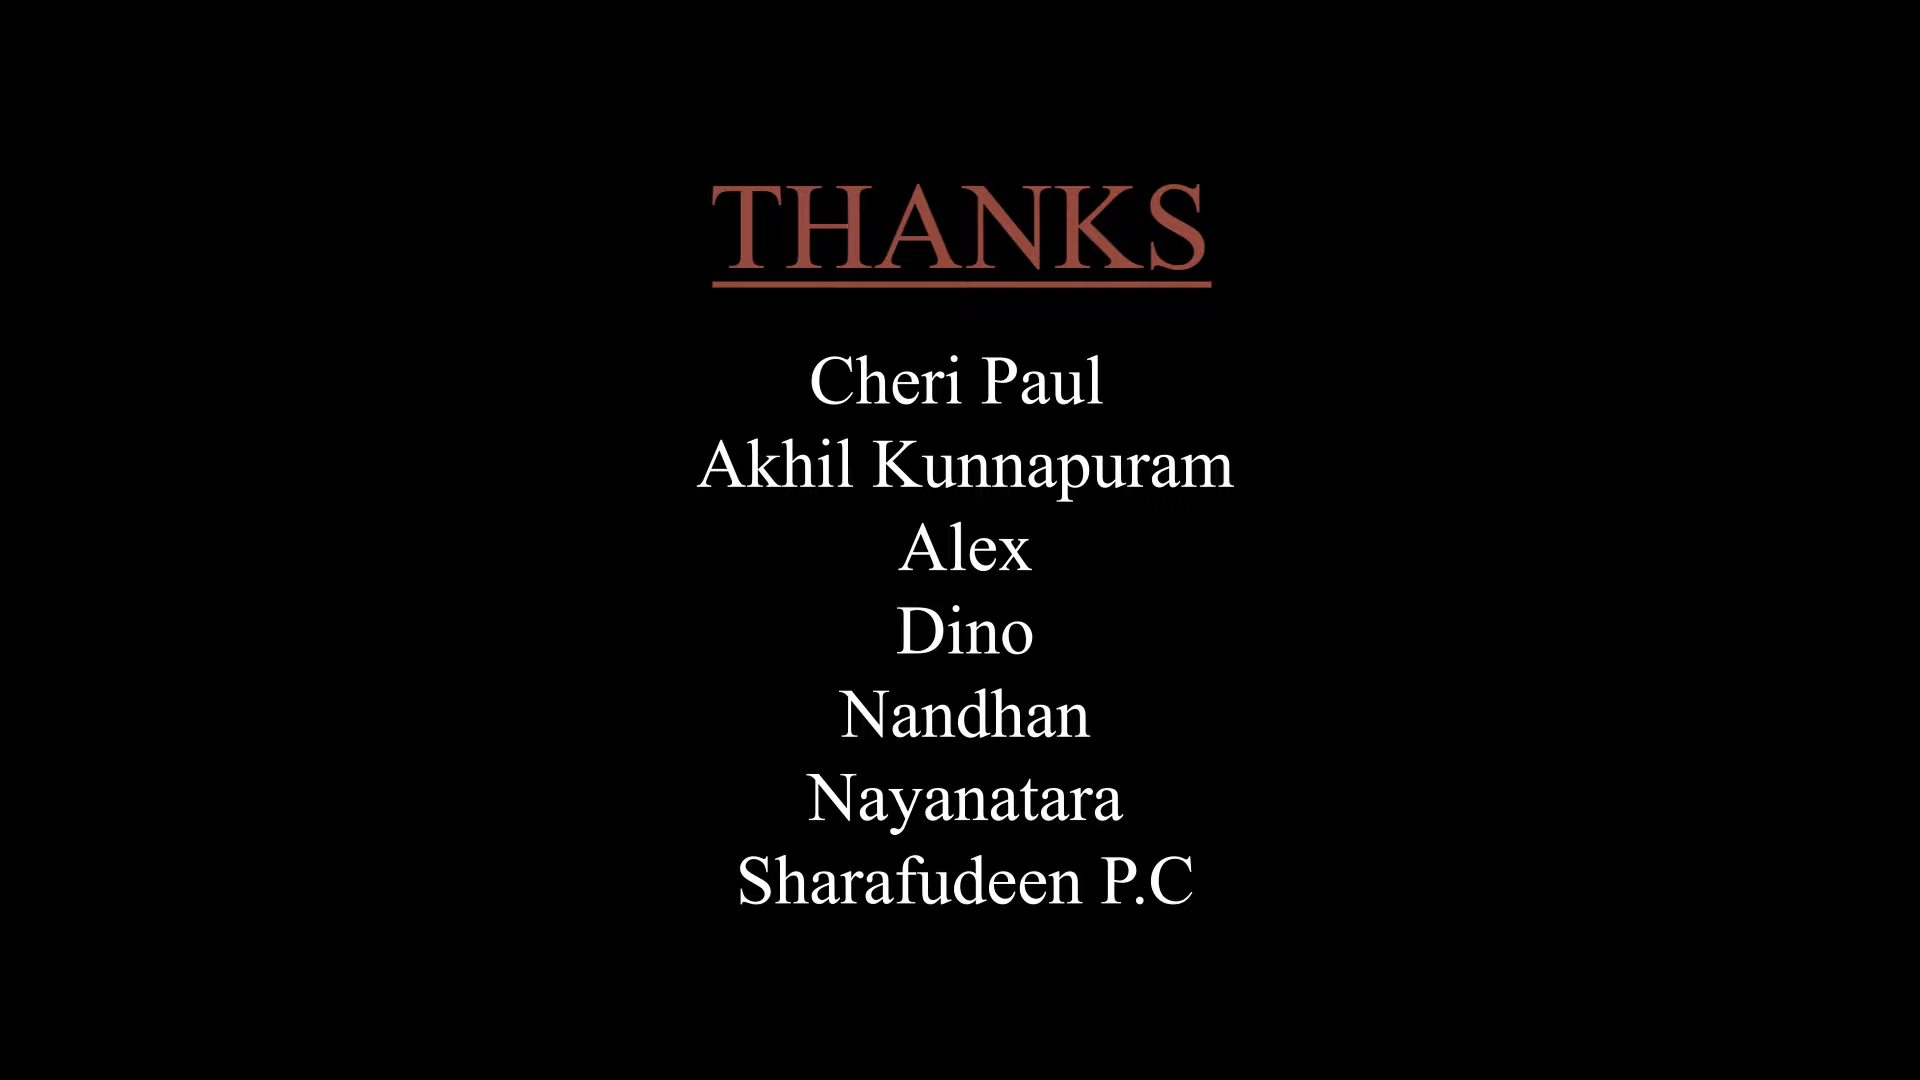 THANKS
Cheri Paul
Akhil Kunnapuram
Alex
Dino
Nandhan
Nayanatara
Sharafudeen P.C